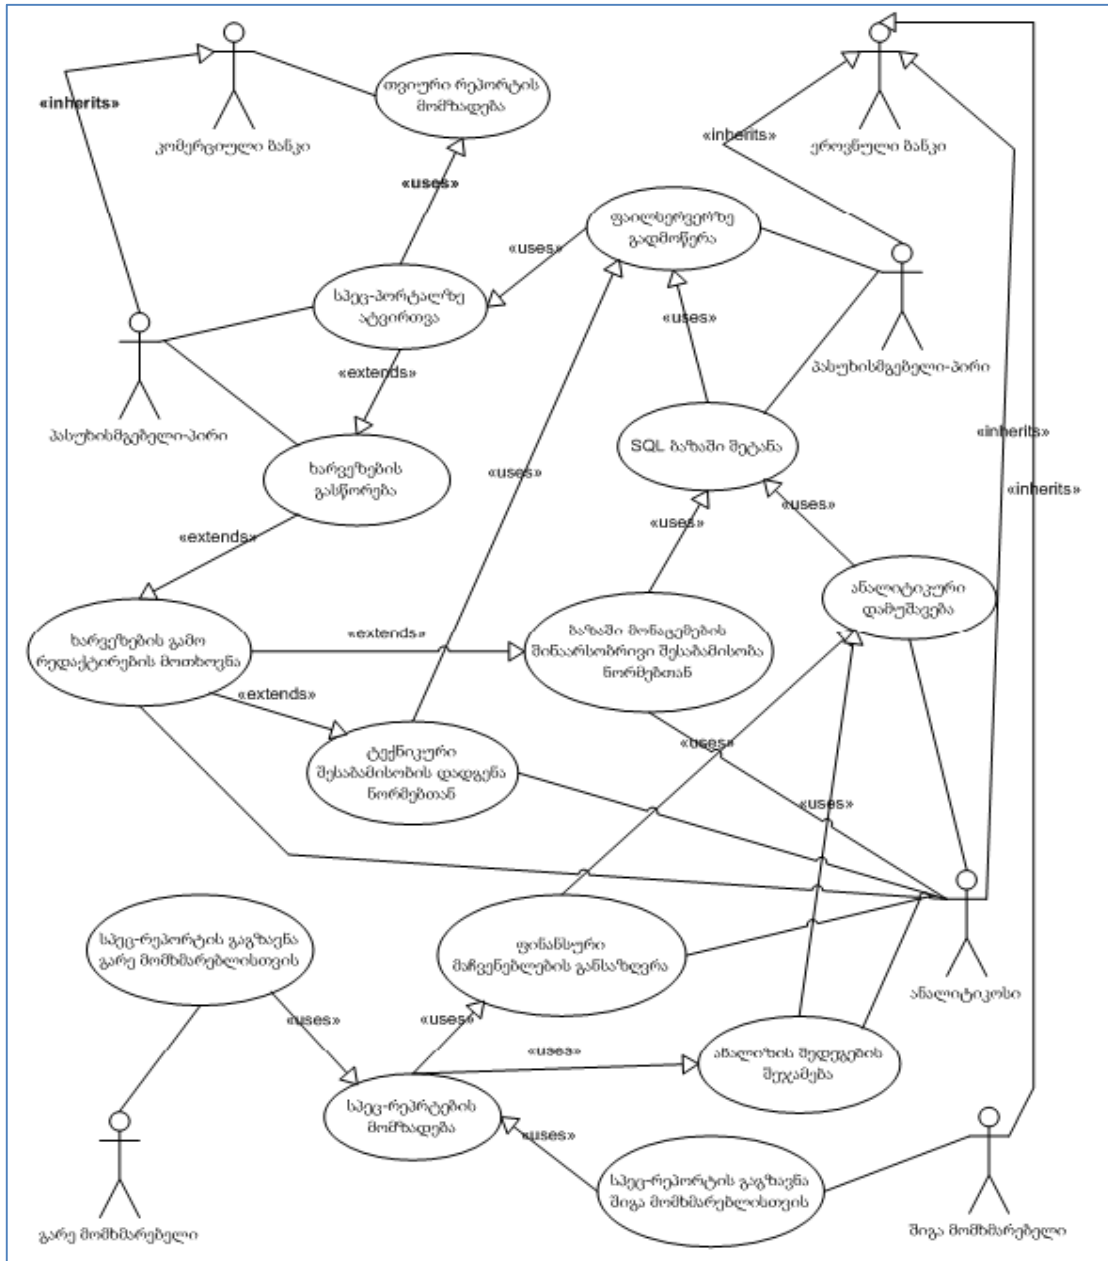 თვიური რეპორტის
მომზადება
«inherits»
კომერციული ბანკი
«inherits»
ეროვნული ბანკი
«uses»
ფაილსერვერზე
გადმოწერა
«uses»
სპეც-პორტალზე
ატვირთვა
«uses»
პასუხისმგებელი-პირი
«extends»
პასუხისმგებელი-პირი
«inherits»
SQL ბაზაში შეტანა
ხარვეზების
გასწორება
«uses»
«inherits»
«uses»
«uses»
«extends»
ანალიტიკური
დამუშავება
ხარვეზების გამო
რედაქტირების მოთხოვნა
«extends»
ბაზაში მონაცემების
შინაარსობრივი შესაბამისობა
ნორმებთან
«extends»
«uses»
ტექნიკური
შესაბამისობის დადგენა
ნორმებთან
«uses»
სპეც-რეპორტის გაგზავნა
გარე მომხმარებლისთვის
ფინანსური
მაჩვენებლების განსაზღვრა
ანალიტიკოსი
«uses»
«uses»
«uses»
ანალიზის შედეგების
შეჯამება
სპეც-რეპრტების
მომზადება
«uses»
სპეც-რეპორტის გაგზავნა
შიგა მომხმარებლისთვის
გარე მომხმარებელი
შიგა მომხმარებელი